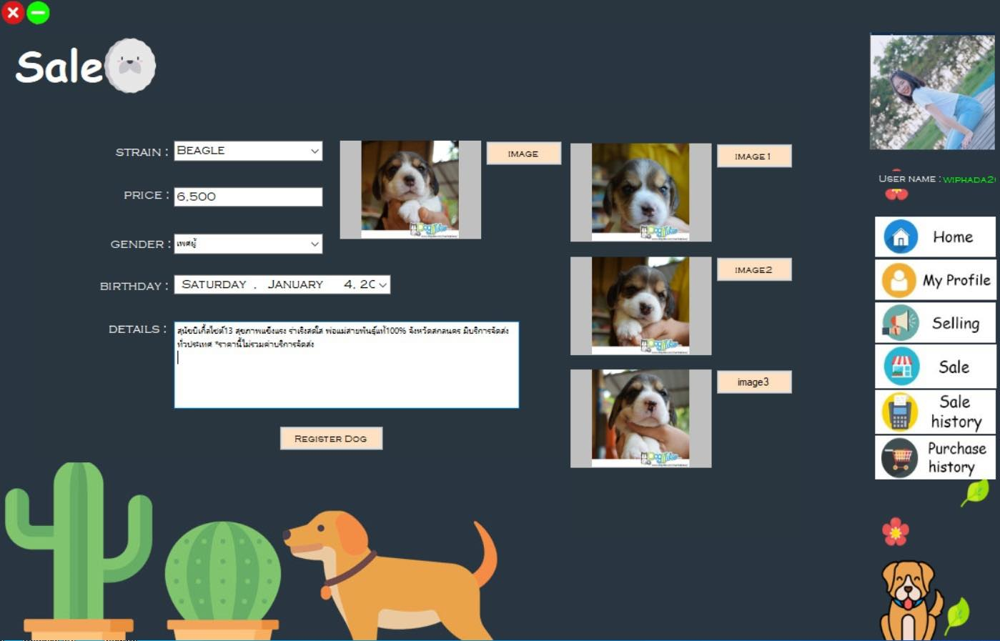 Sale
STRAIN : BEAGLE
PRICE : 6,500
GENDER : เพศผู้
BIRTHDAY : SATURDAY , JANUARY 4, 20
DETAILS : สุนัขบีเกิ้ลไซต์13 สุขภาพแข็งแรง ร่าเริงสดใส พ่อแม่สายพันธุ์แท้100% จังหวัดสกลนคร มีบริการจัดส่ง
ทั่วประเทศ *ราคานี้ไม่รวมค่าบริการจัดส่ง
REGISTER DOG
IMAGE
IMAGE1
IMAGE2
image3
USER NAME : WIPHADA2
Home
My Profile
Selling
Sale
Sale
history
Purchase
history